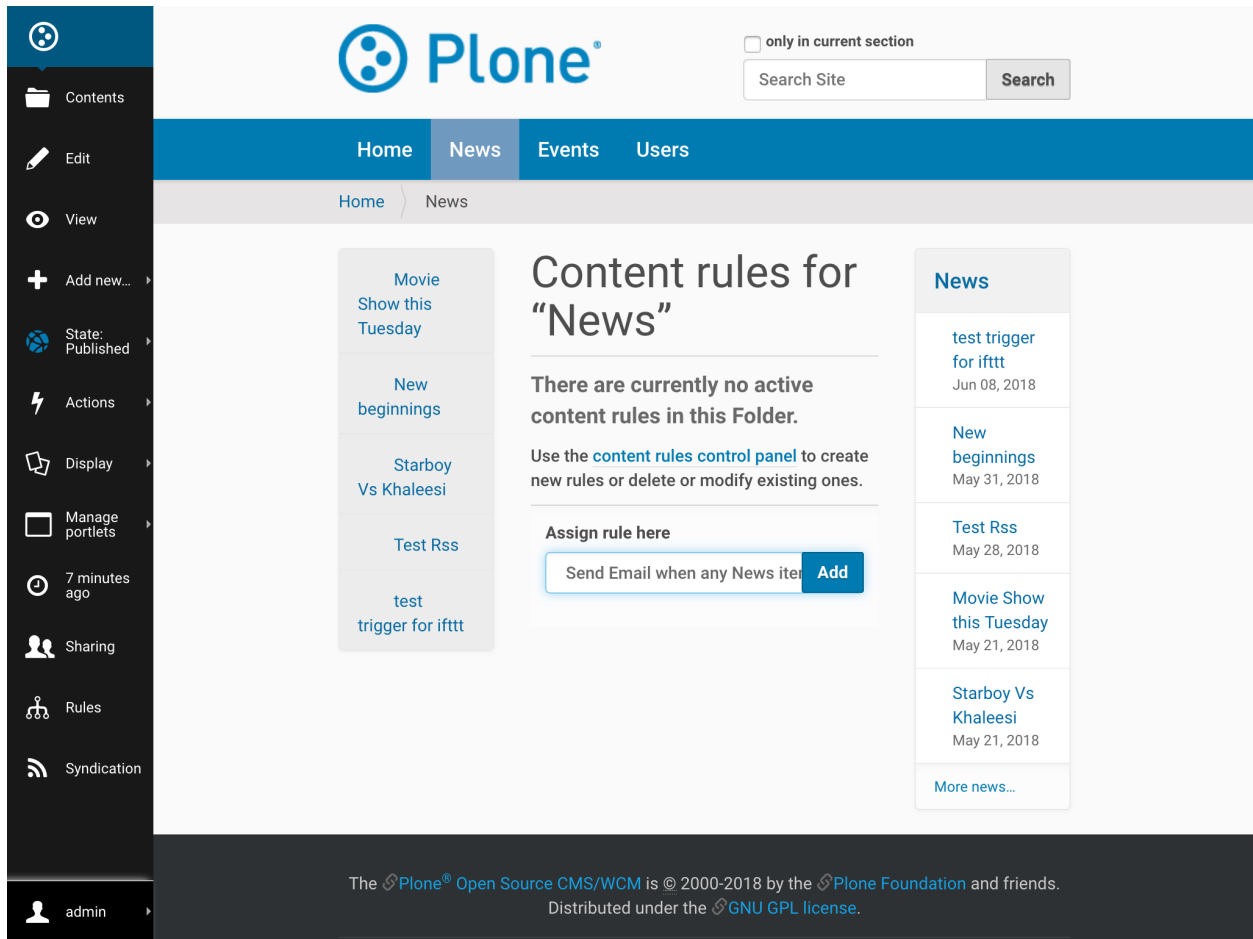 Contents
Edit
View
Add new...
State:
Published
Actions
Display
Manage
portlets
7 minutes
ago
Sharing
Rules
Syndication
admin
Plone®
only in current section
Search Site
Search
Home
News
Events
Users
Home
News
Movie
Show this
Tuesday
New
beginnings
Starboy
Vs Khaleesi
Test Rss
test
trigger for ifttt
Content rules for
“News”
There are currently no active
content rules in this Folder.
Use the content rules control panel to create
new rules or delete or modify existing ones.
Assign rule here
Send Email when any News
Add
News
test trigger
for ifttt
Jun 08, 2018
New
beginnings
May 31, 2018
Test Rss
May 28, 2018
Movie Show
this Tuesday
May 21, 2018
Starboy Vs
Khaleesi
May 21, 2018
More news…
The Plone® Open Source CMS/WCM is © 2000-2018 by the Plone Foundation and friends.
Distributed under the GNU GPL license.